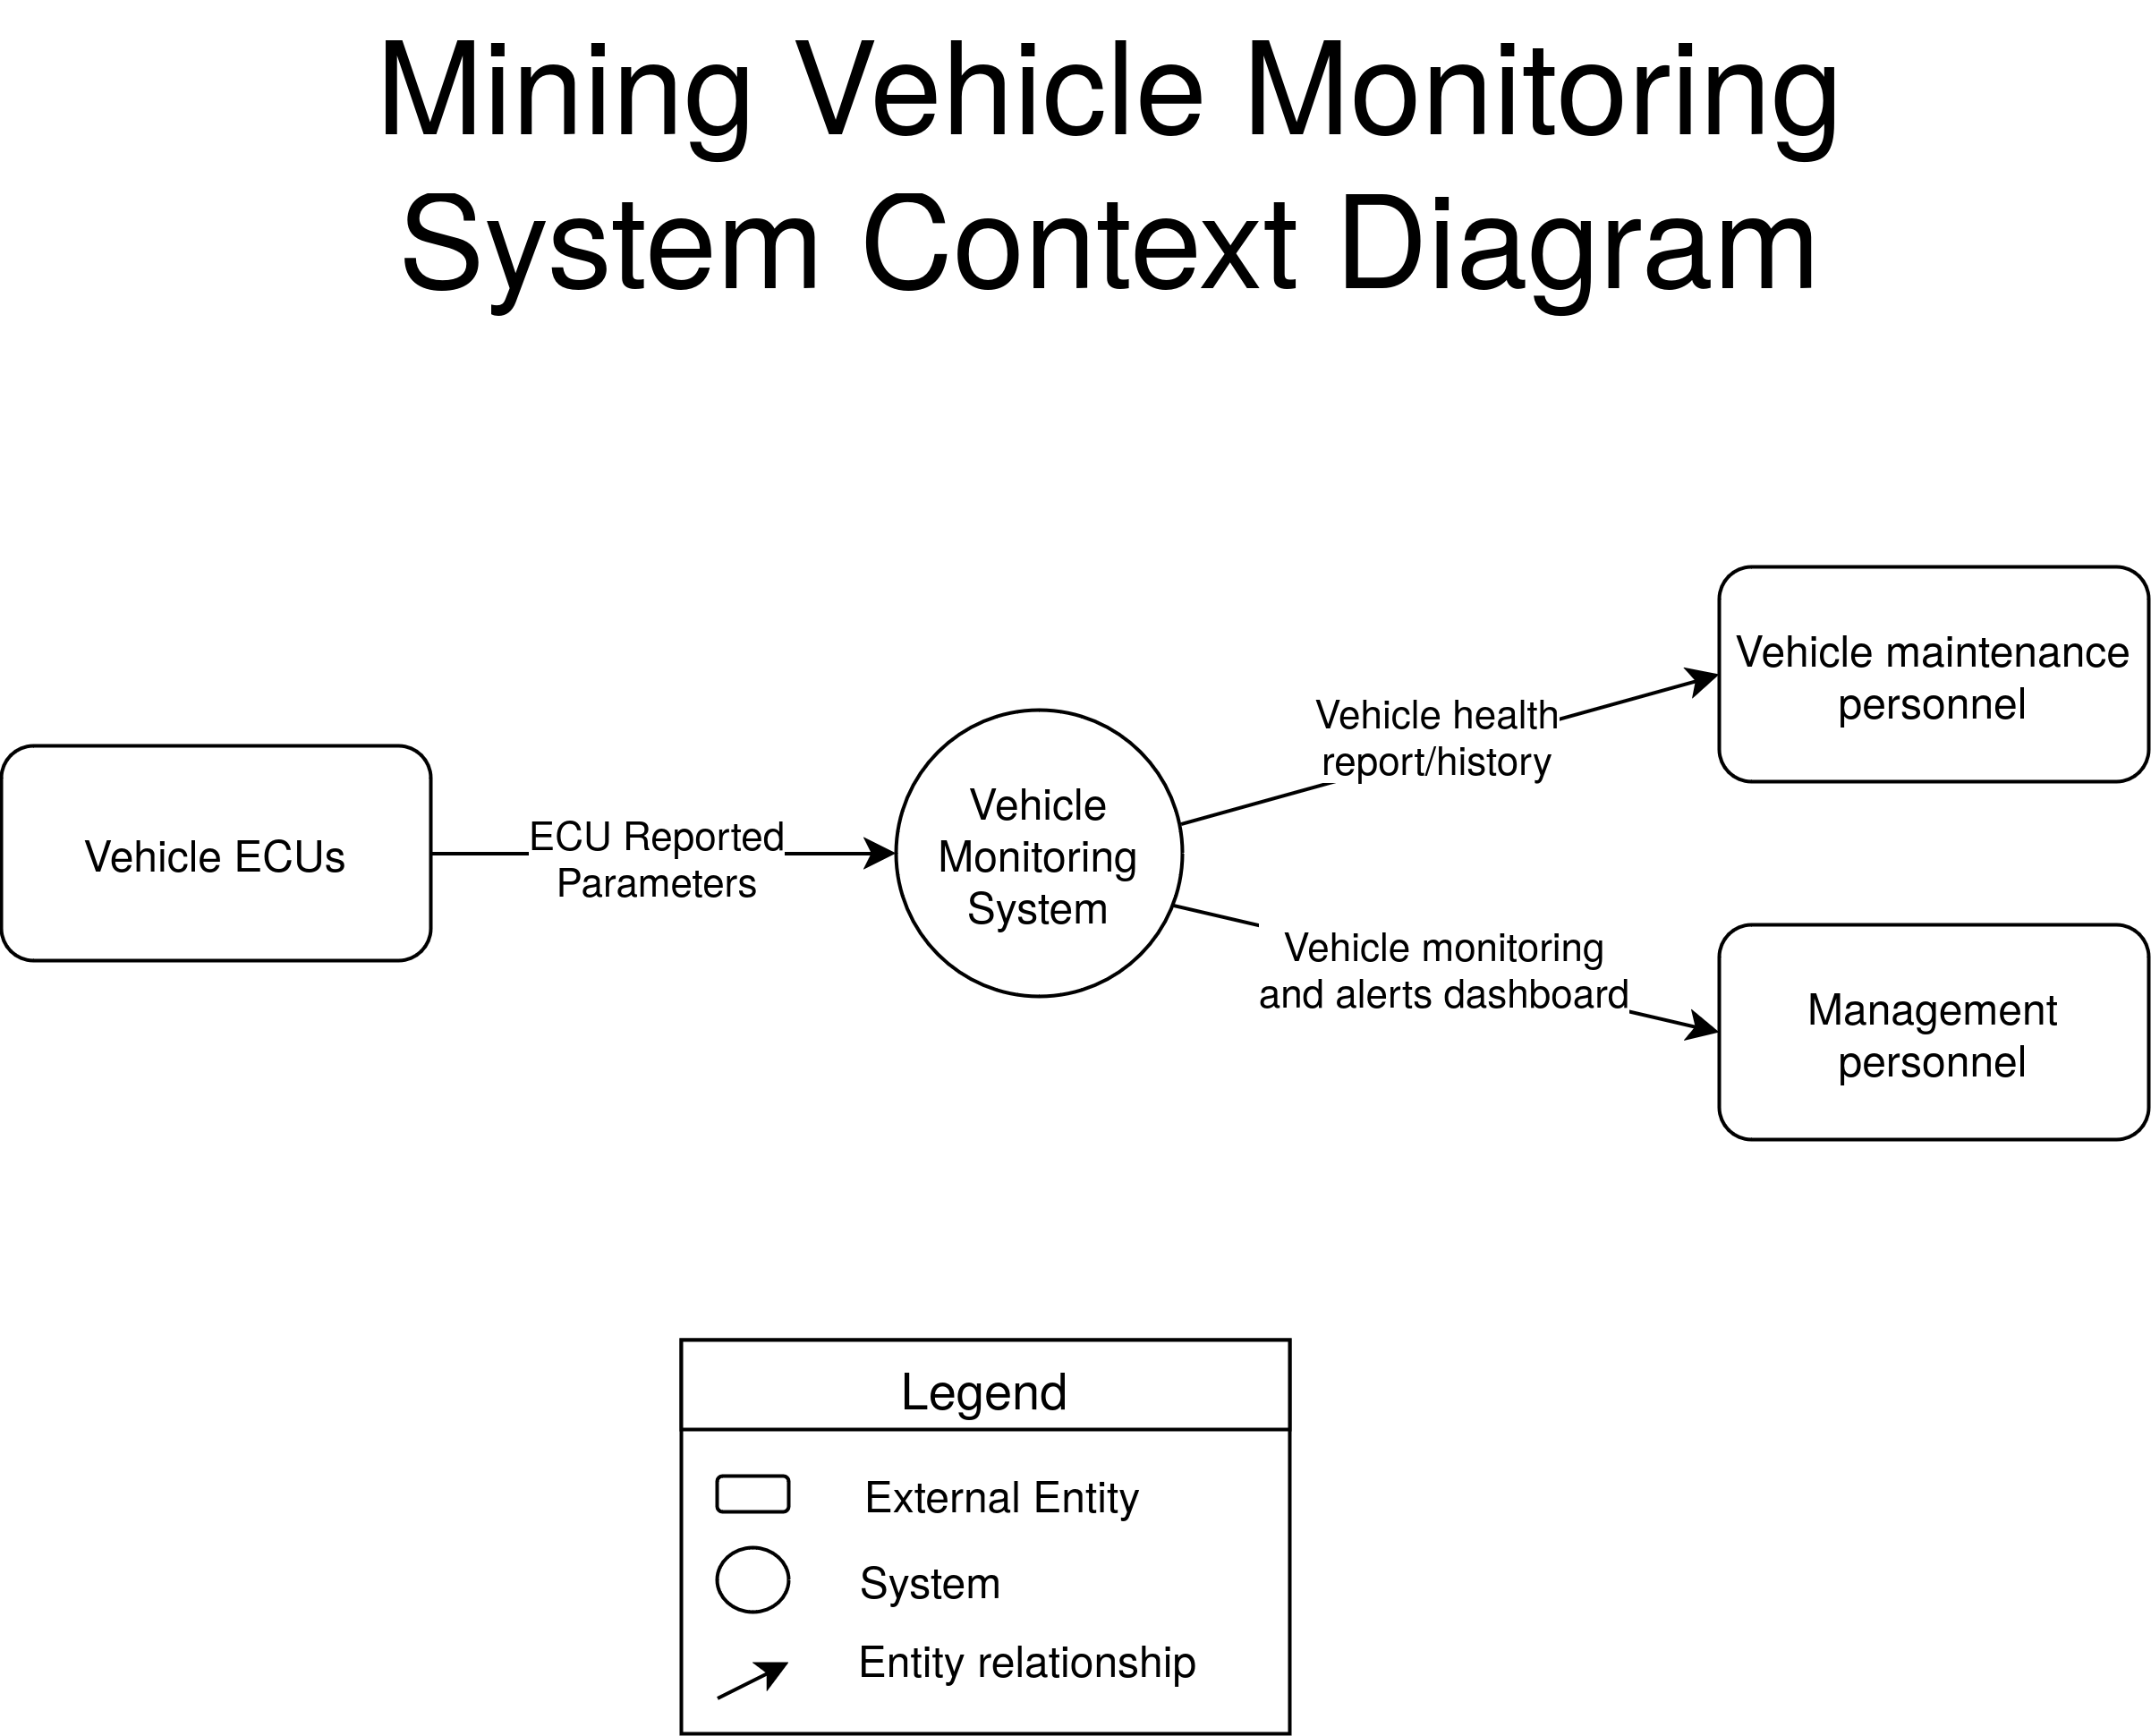 Mining Vehicle Monitoring
System Context Diagram
Vehicle maintenance
personnel
Vehicle health
report/history
Vehicle ECUs
ECU Reported
Parameters
Vehicle
Monitoring
System
Vehicle monitoring
and alerts dashboard
Management
personnel
Legend
External Entity
System
Entity relationship